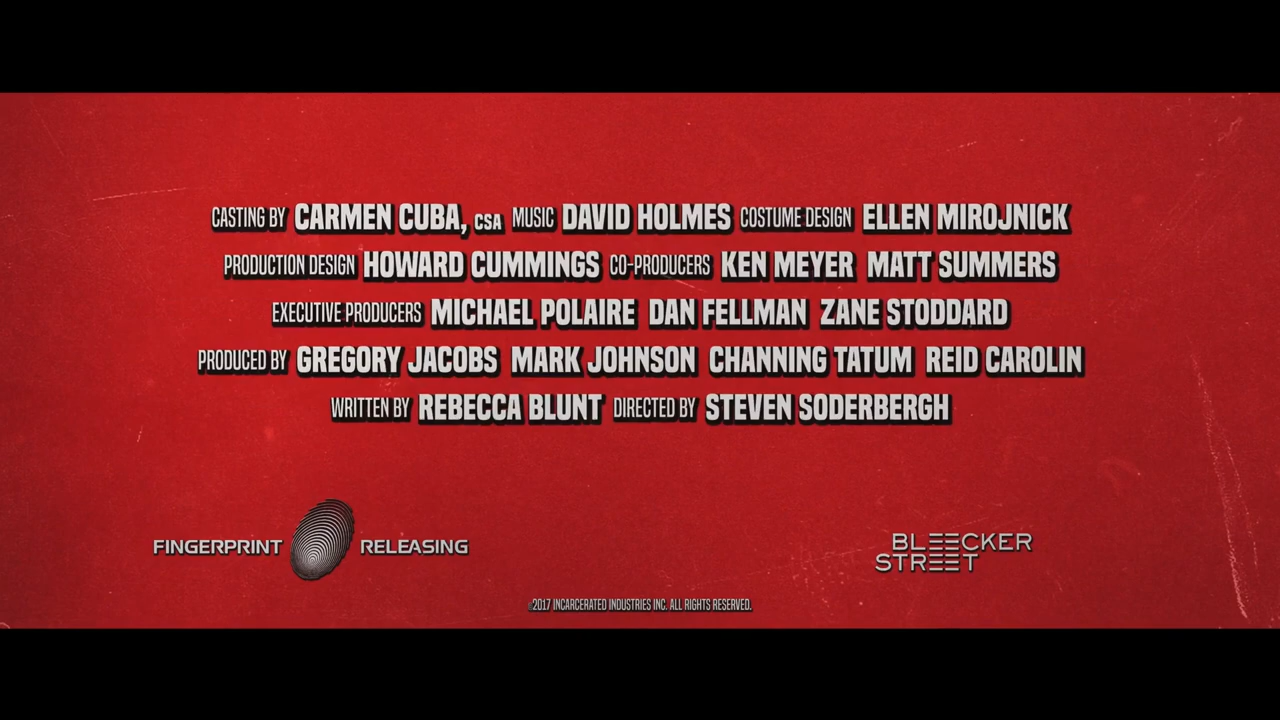 CASTING BY CARMEN CUBA, CSA MUSIC DAVID HOLMES COSTUME DESIGN ELLEN MIROJNICK
PRODUCTION DESIGN HOWARD CUMMINGS CO-PRODUCERS KEN MEYER MATT SUMMERS
EXECUTIVE PRODUCERS MICHAEL POLAIRE DAN FELLMAN ZANE STODDARD
PRODUCED BY GREGORY JACOBS MARK JOHNSON CHANNING TATUM REID CAROLIN
WRITTEN BY REBECCA BLUNT DIRECTED BY STEVEN SODERBERGH
FINGERPRINT RELEASING
BLEECKER
STREET
©2017 INCARCERATED INDUSTRIES INC. ALL RIGHTS RESERVED.